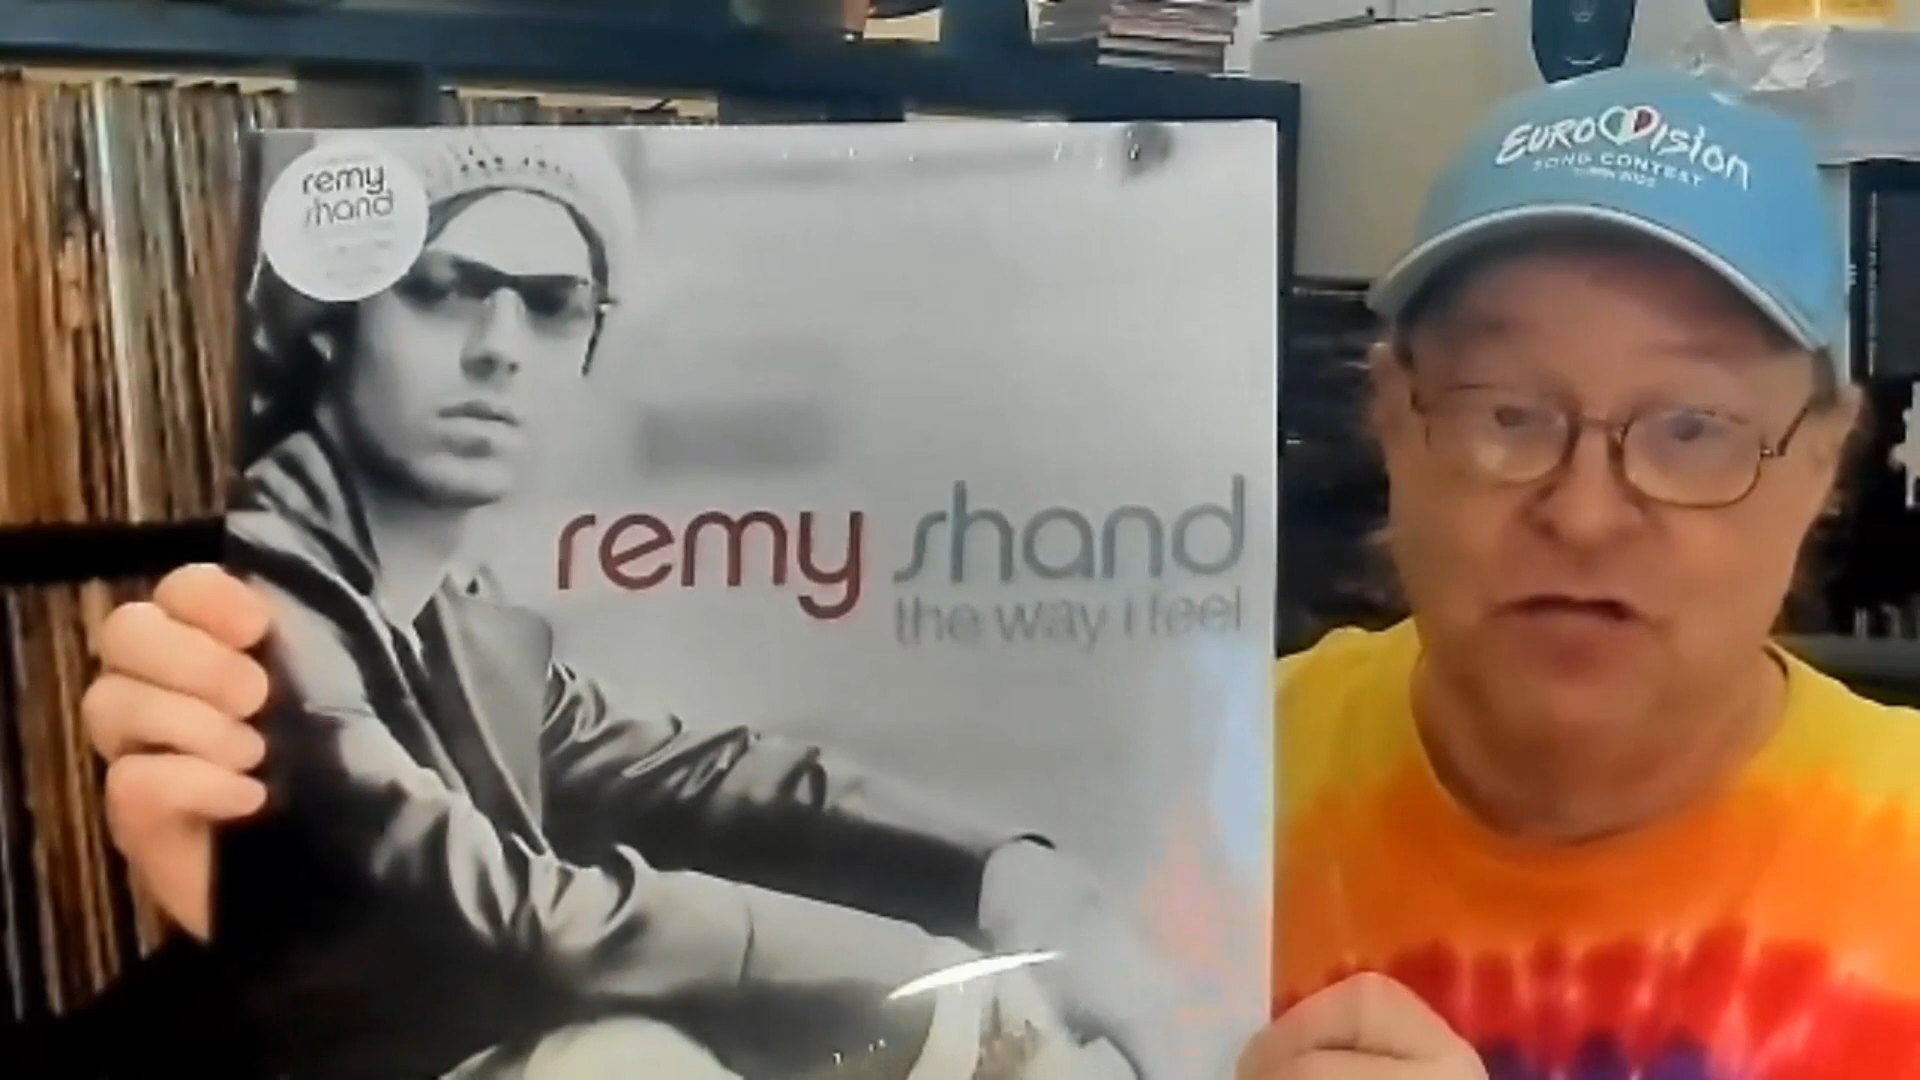 remy
shand
remy shand
the way i feel
EUROVISION
SONG CONTEST